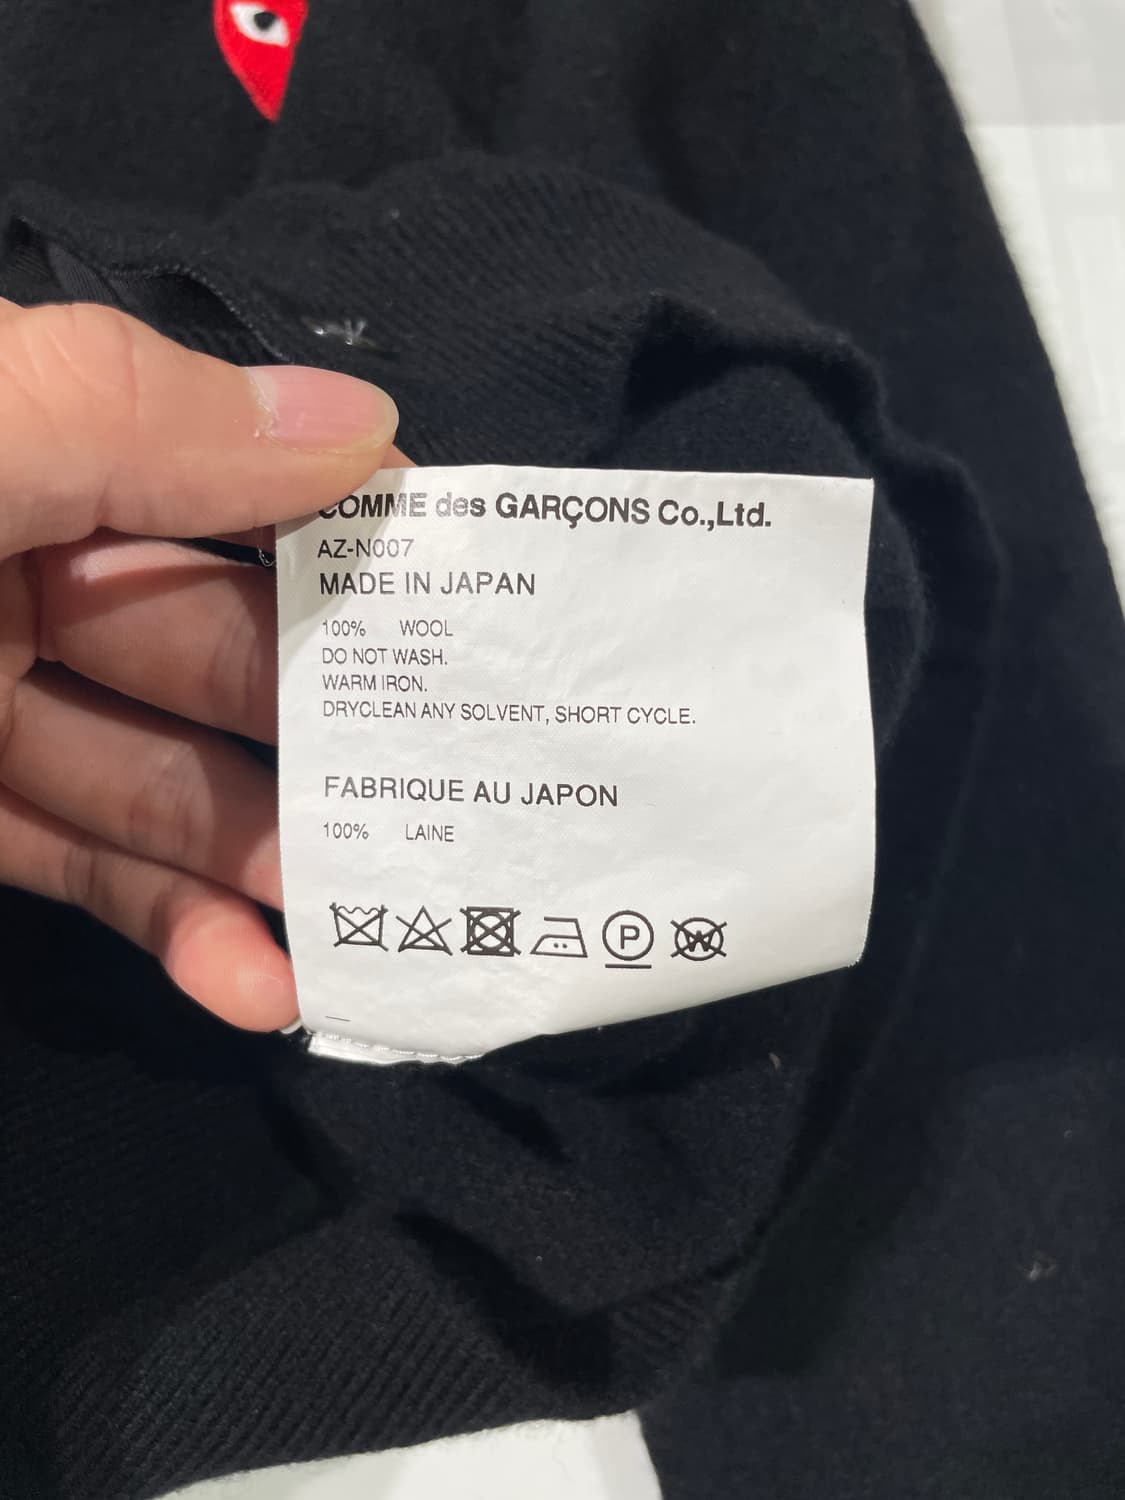 COMME des GARÇONS Co.,Ltd.
AZ-N007
MADE IN JAPAN
100% WOOL
DO NOT WASH.
WARM IRON.
DRYCLEAN ANY SOLVENT, SHORT CYCLE.
FABRIQUE AU JAPON
100% LAINE
P W